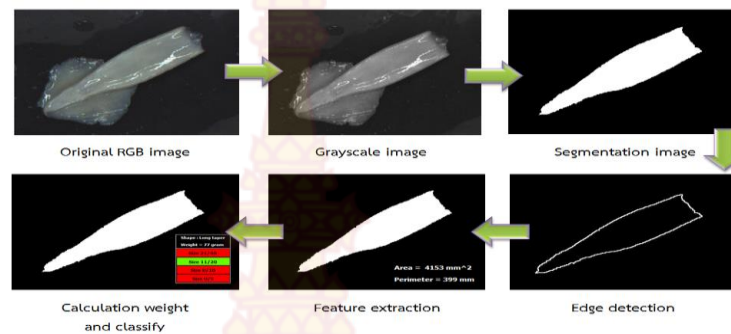 Original RGB image
Grayscale image
Segmentation image
Edge detection
Area = 4153 mm^2
Perimeter = 399 mm
Feature extraction
Shape : Long taper
Weight = 77 gram
Size 11/20
Calculation weight
and classify